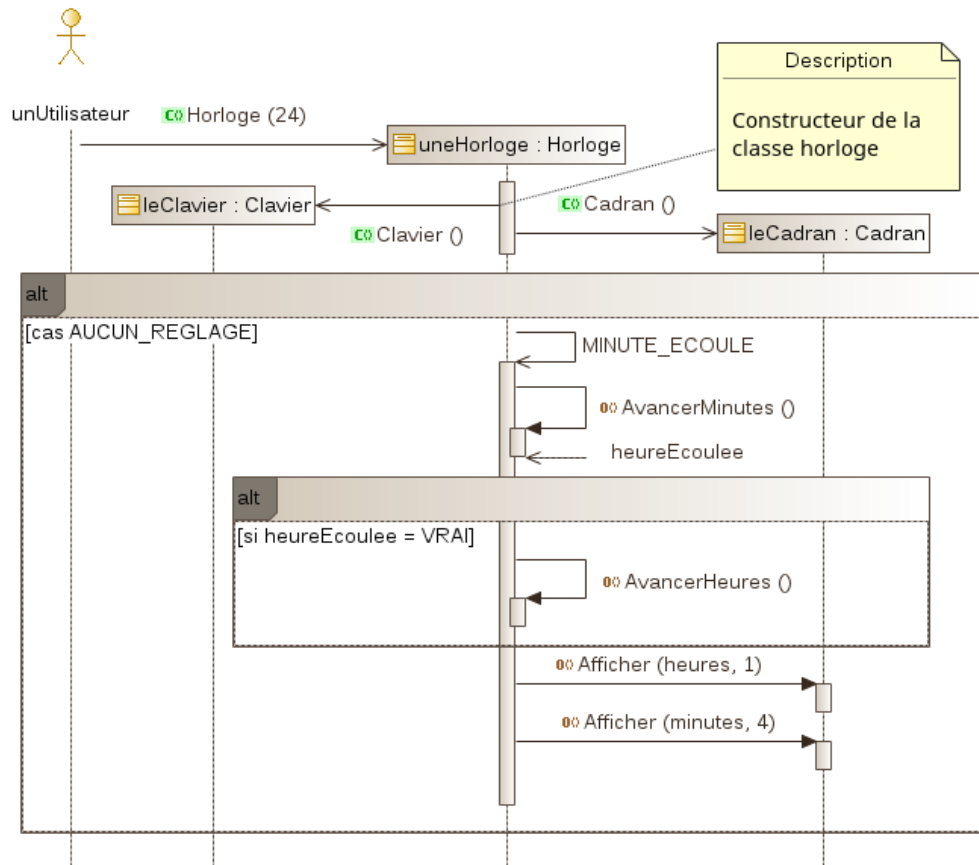 Description
unUtilisateur
C() Horloge (24)
Constructeur de la
classe horloge
uneHorloge : Horloge
leClavier : Clavier
C() Cadran ()
C() Clavier ()
leCadran : Cadran
alt
[cas AUCUN_REGLAGE]
MINUTE_ECOULE
O() AvancerMinutes ()
heureEcoulee
alt
[si heureEcoulee = VRAI]
O() AvancerHeures ()
O() Afficher (heures, 1)
O() Afficher (minutes, 4)